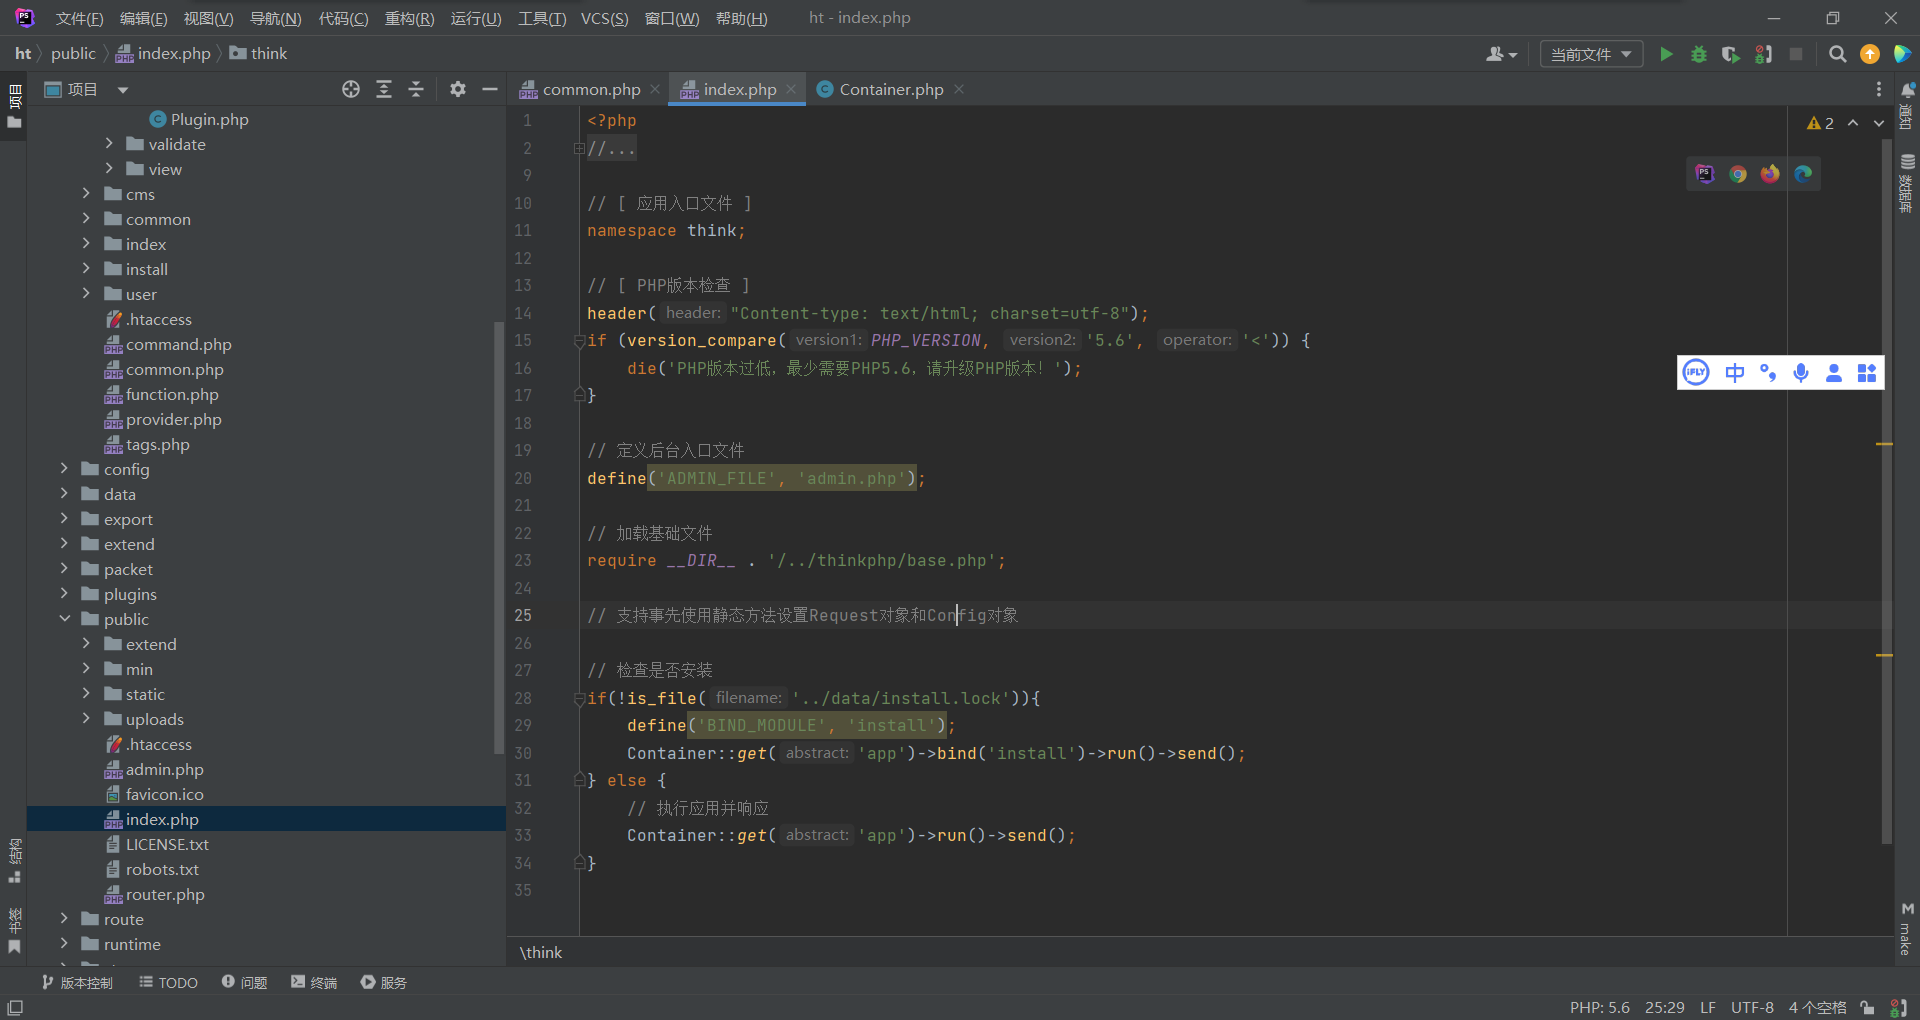 文件(F) 编辑(E) 视图(V) 导航(N) 代码(C) 重构(R) 运行(U) 工具(T) VCS(S) 窗口(W) 帮助(H) ht - index.php
ht public index.php think 当前文件
项目
common.php index.php Container.php
Plugin.php
validate
view
cms
common
index
install
user
.htaccess
command.php
common.php
function.php
provider.php
tags.php
config
data
export
extend
packet
plugins
public
extend
min
static
uploads
.htaccess
admin.php
favicon.ico
index.php
LICENSE.txt
robots.txt
router.php
route
runtime
1 <?php
2 //...
9
10 // [ 应用入口文件 ]
11 namespace think;
12
13 // [ PHP版本检查 ]
14 header( header: "Content-type: text/html; charset=utf-8");
15 if (version_compare( version1: PHP_VERSION, version2: '5.6', operator: '<')) {
16 die('PHP版本过低，最少需要PHP5.6，请升级PHP版本！');
17 }
18
19 // 定义后台入口文件
20 define('ADMIN_FILE', 'admin.php');
21
22 // 加载基础文件
23 require __DIR__ . '/../thinkphp/base.php';
24
25 // 支持事先使用静态方法设置Request对象和Config对象
26
27 // 检查是否安装
28 if(!is_file( filename: '../data/install.lock')){
29 define('BIND_MODULE', 'install');
30 Container::get( abstract: 'app')->bind('install')->run()->send();
31 } else {
32 // 执行应用并响应
33 Container::get( abstract: 'app')->run()->send();
34 }
35
\think
2
iFLY 中
项目
结构
书签
通知
数据库
M make
版本控制 TODO 问题 终端 服务
PHP: 5.6 25:29 LF UTF-8 4 个空格